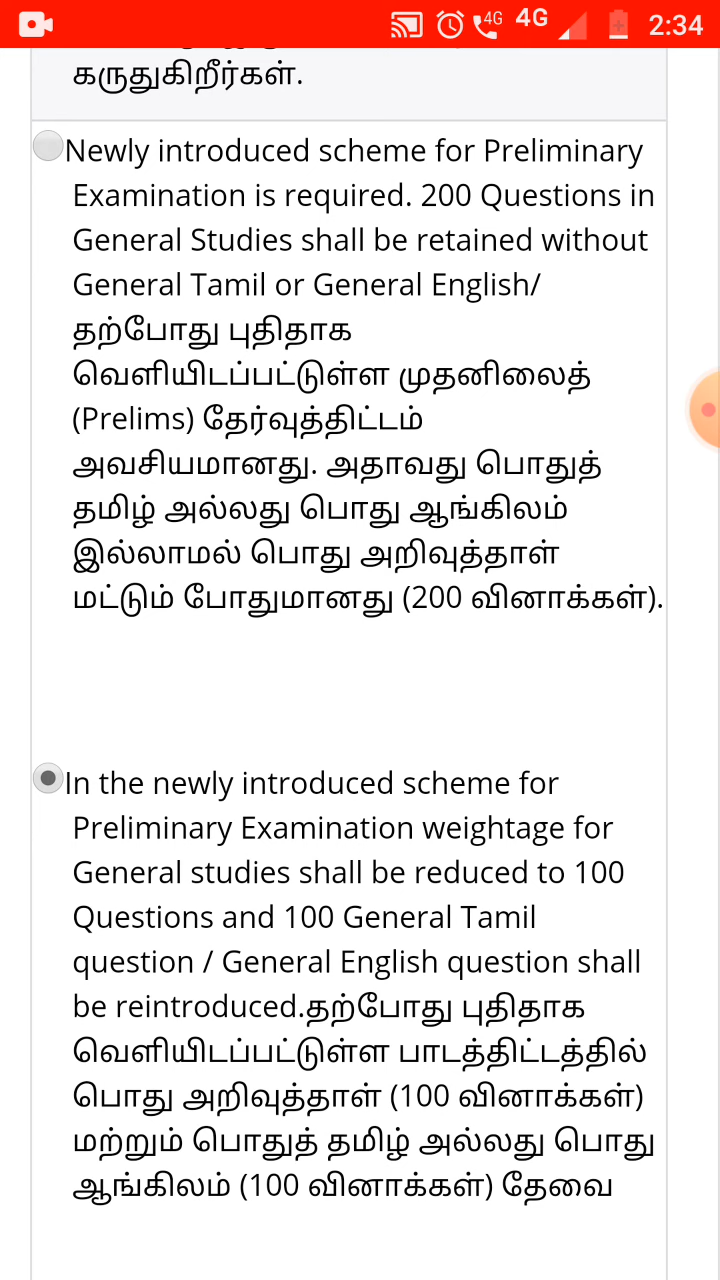 4G 4G 2:34
கருதுகிறீர்கள்.
Newly introduced scheme for Preliminary
Examination is required. 200 Questions in
General Studies shall be retained without
General Tamil or General English/
தற்போது புதிதாக
வெளியிடப்பட்டுள்ள முதனிலைத்
(Prelims) தேர்வுத்திட்டம்
அவசியமானது. அதாவது பொதுத்
தமிழ் அல்லது பொது ஆங்கிலம்
இல்லாமல் பொது அறிவுத்தாள்
மட்டும் போதுமானது (200 வினாக்கள்).
In the newly introduced scheme for
Preliminary Examination weightage for
General studies shall be reduced to 100
Questions and 100 General Tamil
question / General English question shall
be reintroduced.தற்போது புதிதாக
வெளியிடப்பட்டுள்ள பாடத்திட்டத்தில்
பொது அறிவுத்தாள் (100 வினாக்கள்)
மற்றும் பொதுத் தமிழ் அல்லது பொது
ஆங்கிலம் (100 வினாக்கள்) தேவை